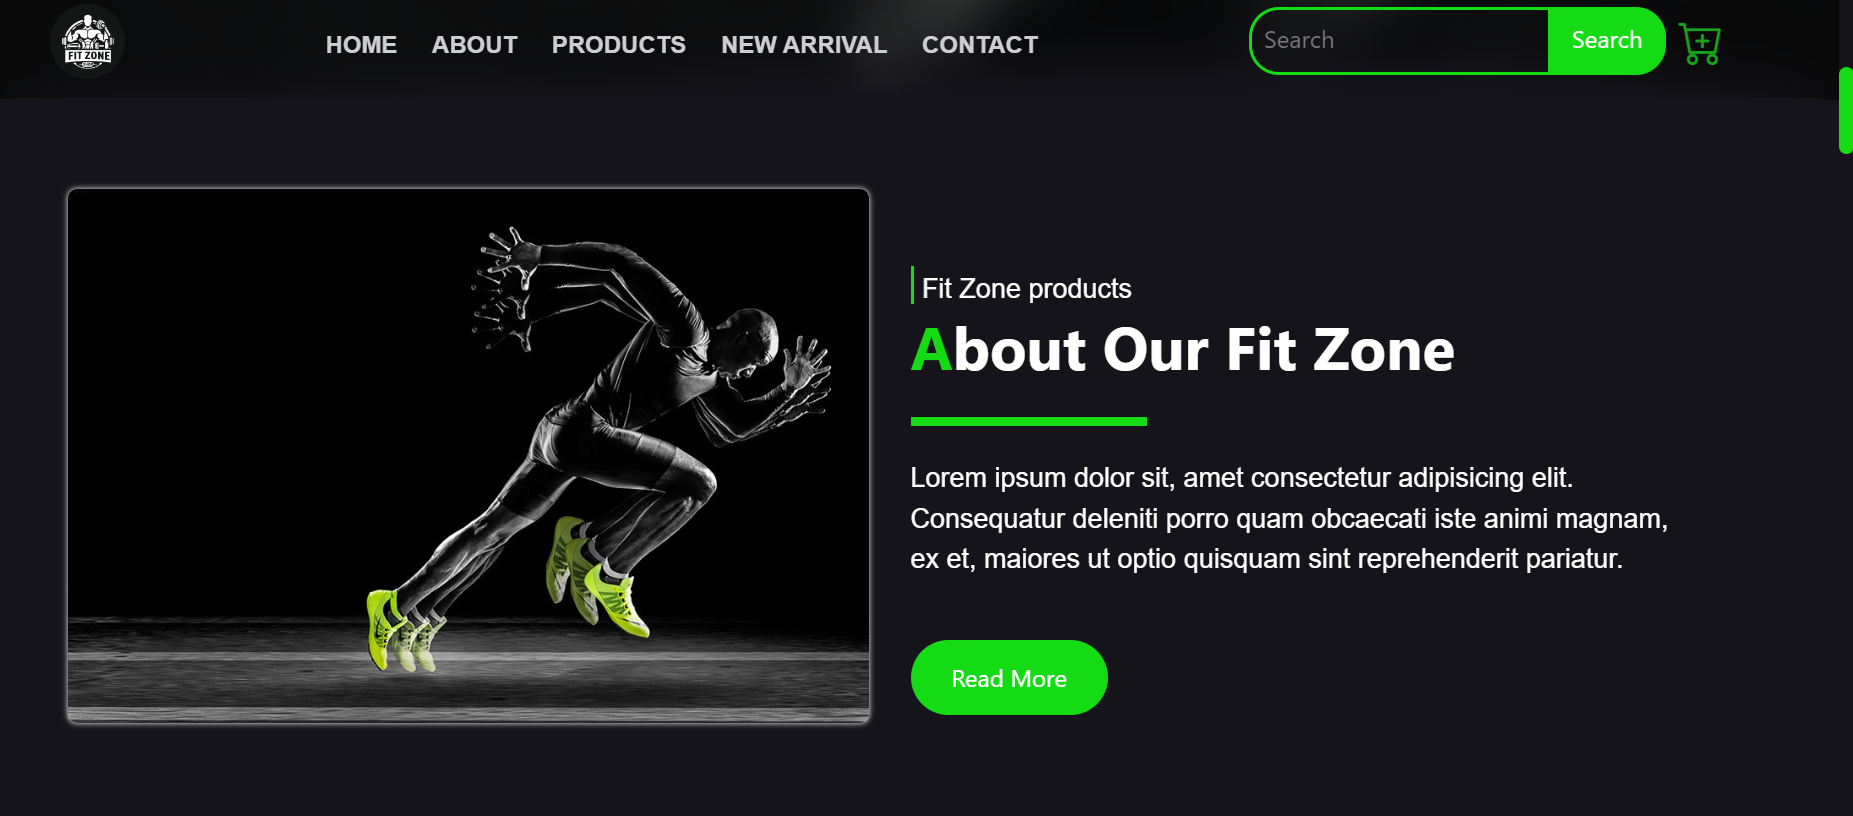 FIT ZONE
HOME ABOUT PRODUCTS NEW ARRIVAL CONTACT
Search Search
Fit Zone products
About Our Fit Zone
Lorem ipsum dolor sit, amet consectetur adipisicing elit.
Consequatur deleniti porro quam obcaecati iste animi magnam,
ex et, maiores ut optio quisquam sint reprehenderit pariatur.
Read More